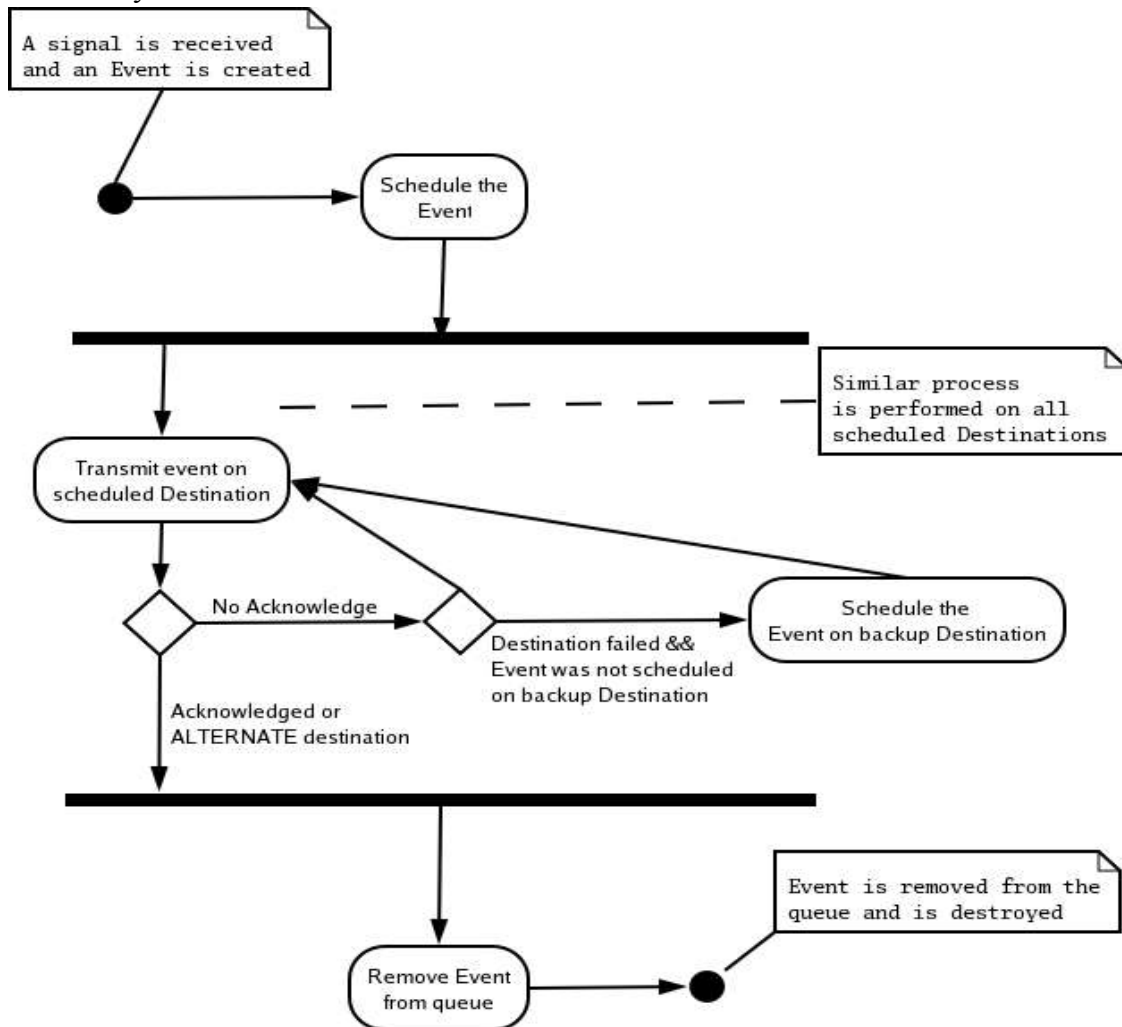 A signal is received
and an Event is created
Schedule the
Event
Similar process
is performed on all
scheduled Destinations
Transmit event on
scheduled Destination
No Acknowledge
Destination failed &&
Event was not scheduled
on backup Destination
Schedule the
Event on backup Destination
Acknowledged or
ALTERNATE destination
Event is removed from the
queue and is destroyed
Remove Event
from queue